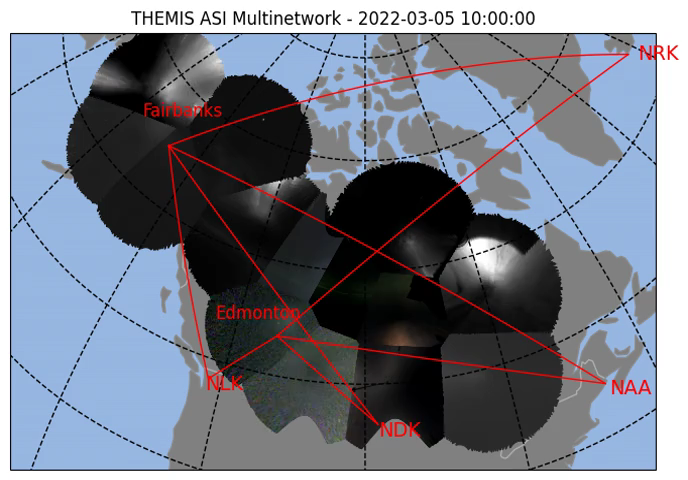 THEMIS ASI Multinetwork - 2022-03-05 10:00:00
NRK
Fairbanks
Edmonton
NLK
NAA
NDK